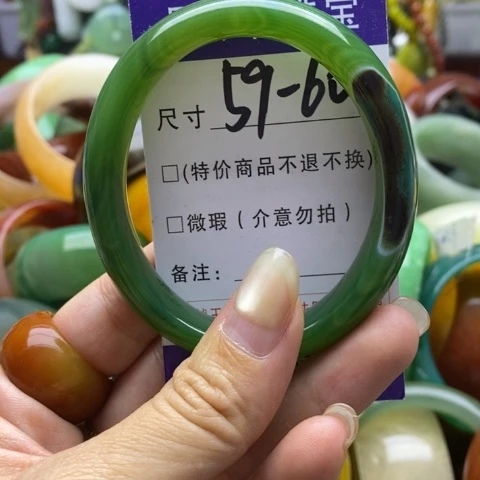 宝
尺寸 59-60
□(特价商品不退不换)
□微瑕(介意勿拍)
备注: